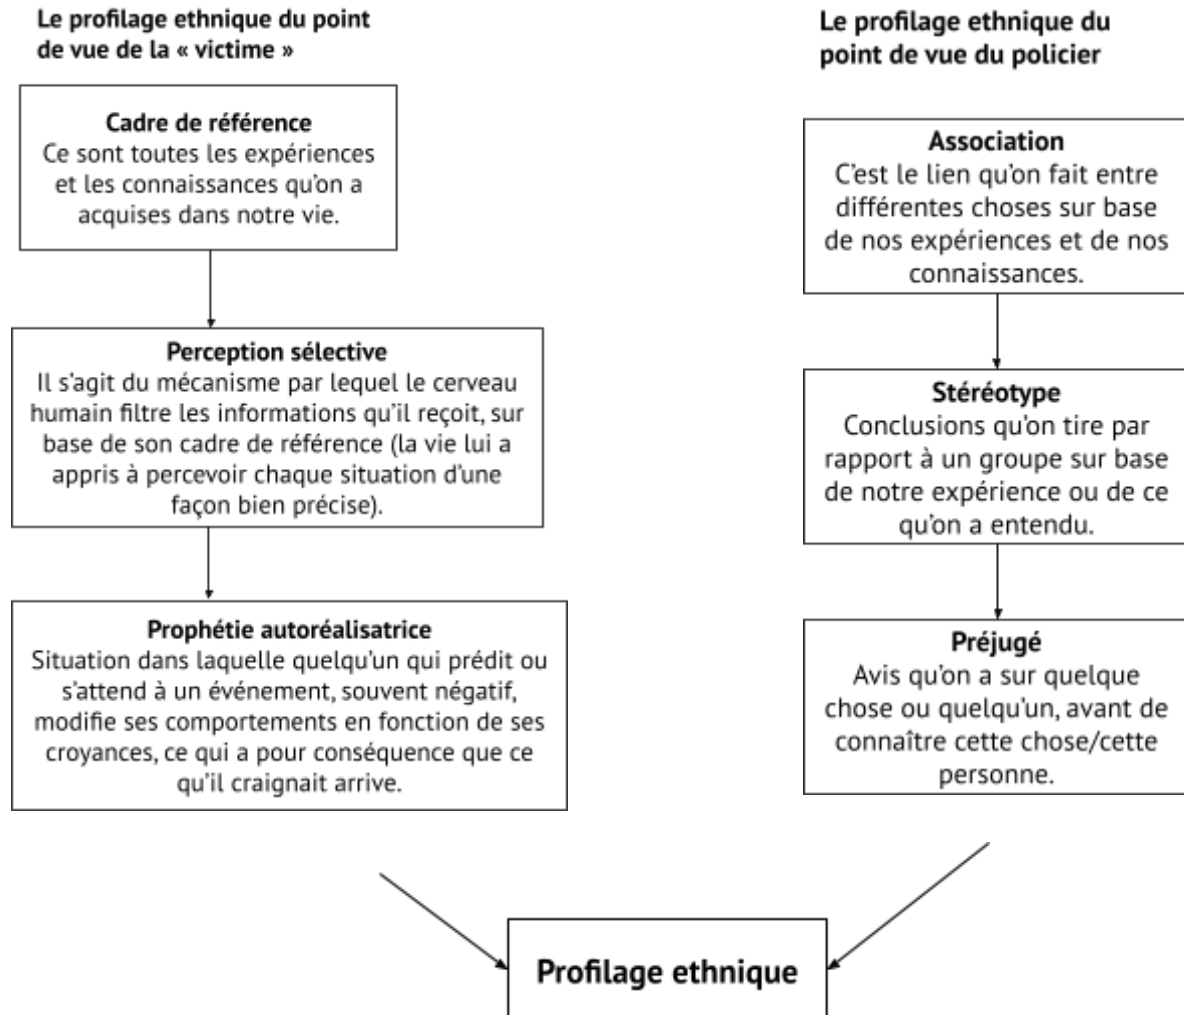 Le profilage ethnique du point
de vue de la « victime »
Cadre de référence
Ce sont toutes les expériences
et les connaissances qu'on a
acquises dans notre vie.
Perception sélective
Il s'agit du mécanisme par lequel le cerveau
humain filtre les informations qu'il reçoit, sur
base de son cadre de référence (la vie lui a
appris à percevoir chaque situation d'une
façon bien précise).
Prophétie autoréalisatrice
Situation dans laquelle quelqu'un qui prédit ou
s'attend à un événement, souvent négatif,
modifie ses comportements en fonction de ses
croyances, ce qui a pour conséquence que ce
qu'il craignait arrive.
Le profilage ethnique du
point de vue du policier
Association
C'est le lien qu'on fait entre
différentes choses sur base
de nos expériences et de nos
connaissances.
Stéréotype
Conclusions qu'on tire par
rapport à un groupe sur base
de notre expérience ou de ce
qu'on a entendu.
Préjugé
Avis qu'on a sur quelque
chose ou quelqu'un, avant de
connaître cette chose/cette
personne.
Profilage ethnique